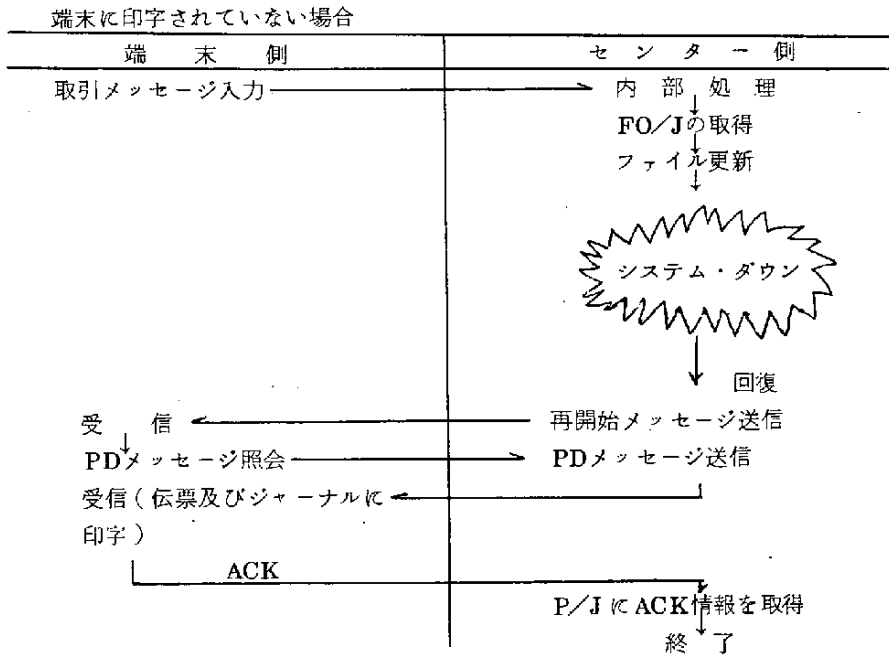 端末に印字されていない場合
端末側 センター側
取引メッセージ入力 内部処理
FO/Jの取得
ファイル更新
システム・ダウン
回復
受信 再開始メッセージ送信
PDメッセージ照会 PDメッセージ送信
受信(伝票及びジャーナルに
印字)
ACK
P/JにACK情報を取得
終了